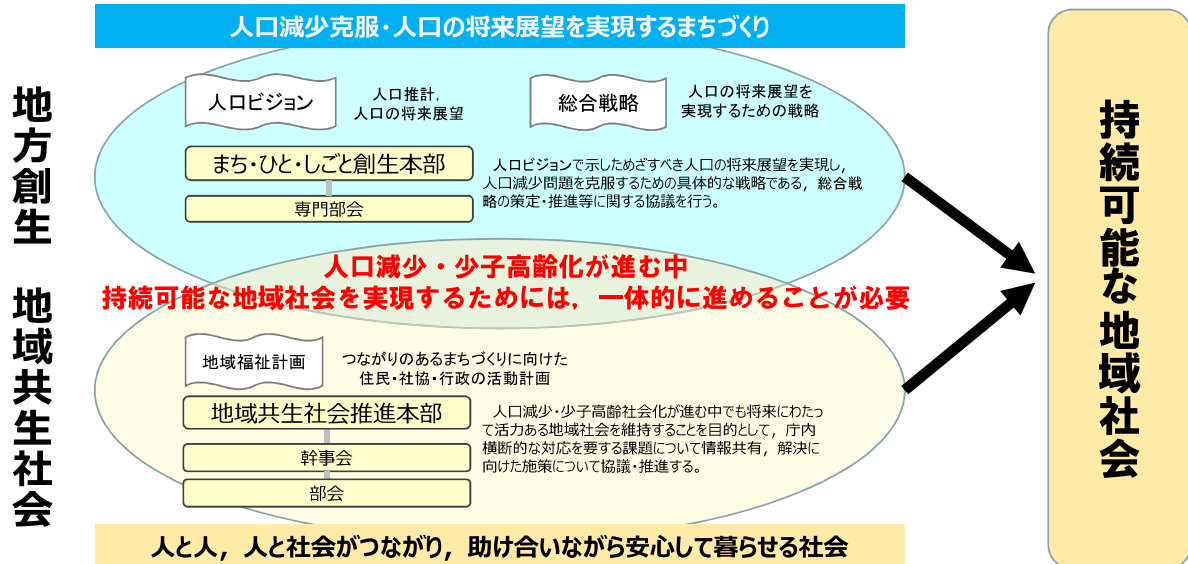 人口減少克服・人口の将来展望を実現するまちづくり
地方創生
人口ビジョン
人口推計,
人口の将来展望
総合戦略
人口の将来展望を
実現するための戦略
まち・ひと・しごと創生本部
専門部会
人口ビジョンで示しためざすべき人口の将来展望を実現し,
人口減少問題を克服するための具体的な戦略である,総合戦
略の策定・推進等に関する協議を行う。
人口減少・少子高齢化が進む中
持続可能な地域社会を実現するためには,一体的に進めることが必要
地域共生社会
地域福祉計画
つながりのあるまちづくりに向けた
住民・社協・行政の活動計画
地域共生社会推進本部
幹事会
部会
人口減少・少子高齢社会化が進む中でも将来にわたっ
て活力ある地域社会を維持することを目的として,庁内
横断的な対応を要する課題について情報共有,解決に
向けた施策について協議・推進する。
人と人,人と社会がつながり,助け合いながら安心して暮らせる社会
持続可能な地域社会